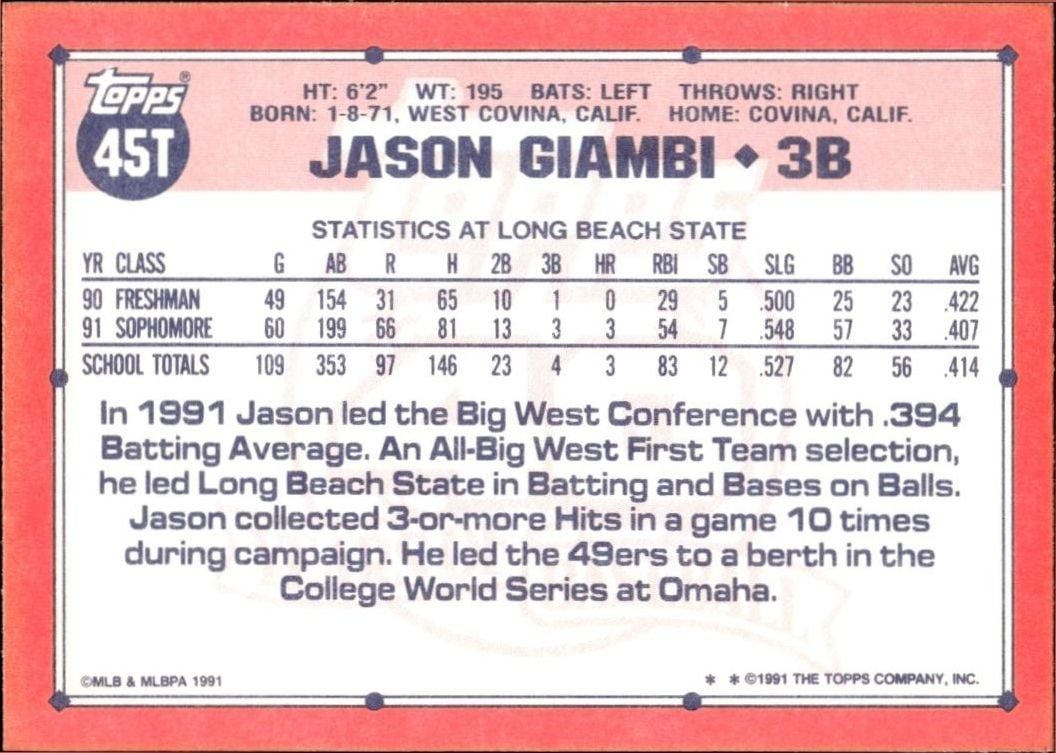 topps®
45T
HT: 6'2" WT: 195 BATS: LEFT THROWS: RIGHT
BORN: 1-8-71, WEST COVINA, CALIF. HOME: COVINA, CALIF.
JASON GIAMBI ◆ 3B
STATISTICS AT LONG BEACH STATE
YR CLASS G AB R H 2B 3B HR RBI SB SLG BB SO AVG
90 FRESHMAN 49 154 31 65 10 1 0 29 5 .500 25 23 .422
91 SOPHOMORE 60 199 66 81 13 3 3 54 7 .548 57 33 .407
SCHOOL TOTALS 109 353 97 146 23 4 3 83 12 .527 82 56 .414
In 1991 Jason led the Big West Conference with .394
Batting Average. An All-Big West First Team selection,
he led Long Beach State in Batting and Bases on Balls.
Jason collected 3-or-more Hits in a game 10 times
during campaign. He led the 49ers to a berth in the
College World Series at Omaha.
©MLB & MLBPA 1991
* * ©1991 THE TOPPS COMPANY, INC.